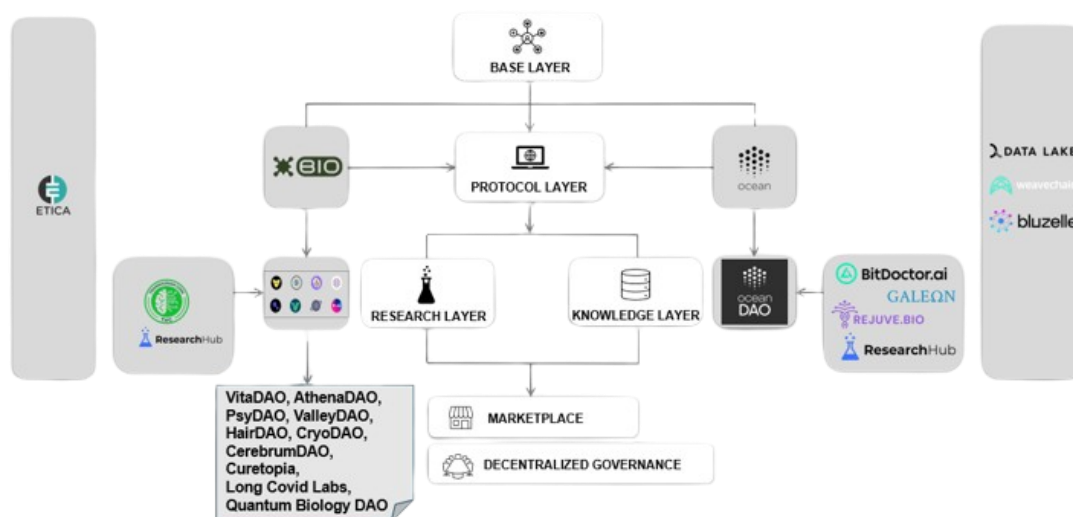 BASE LAYER
BIO
PROTOCOL LAYER
ocean
ETICA
DATA LAKE
weavechain
bluzelle
ResearchHub
RESEARCH LAYER
KNOWLEDGE LAYER
ocean
DAO
BitDoctor.ai
GALEΩN
REJUVE.BIO
ResearchHub
VitaDAO, AthenaDAO,
PsyDAO, ValleyDAO,
HairDAO, CryoDAO,
CerebrumDAO,
Curetopia,
Long Covid Labs,
Quantum Biology DAO
MARKETPLACE
DECENTRALIZED GOVERNANCE